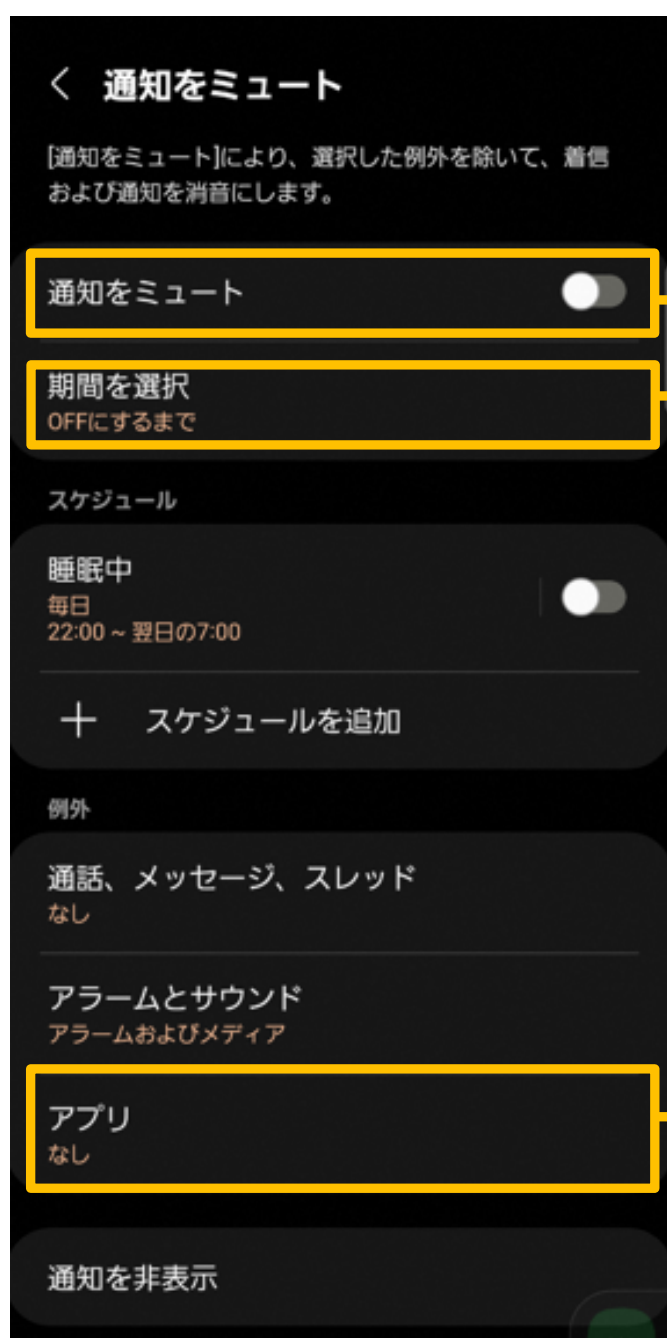 通知をミュート
[通知をミュート]により、選択した例外を除いて、着信
および通知を消音にします。
通知をミュート
期間を選択
OFFにするまで
スケジュール
睡眠中
毎日
22:00 ~ 翌日の7:00
スケジュールを追加
例外
通話、メッセージ、スレッド
なし
アラームとサウンド
アラームおよびメディア
アプリ
なし
通知を非表示